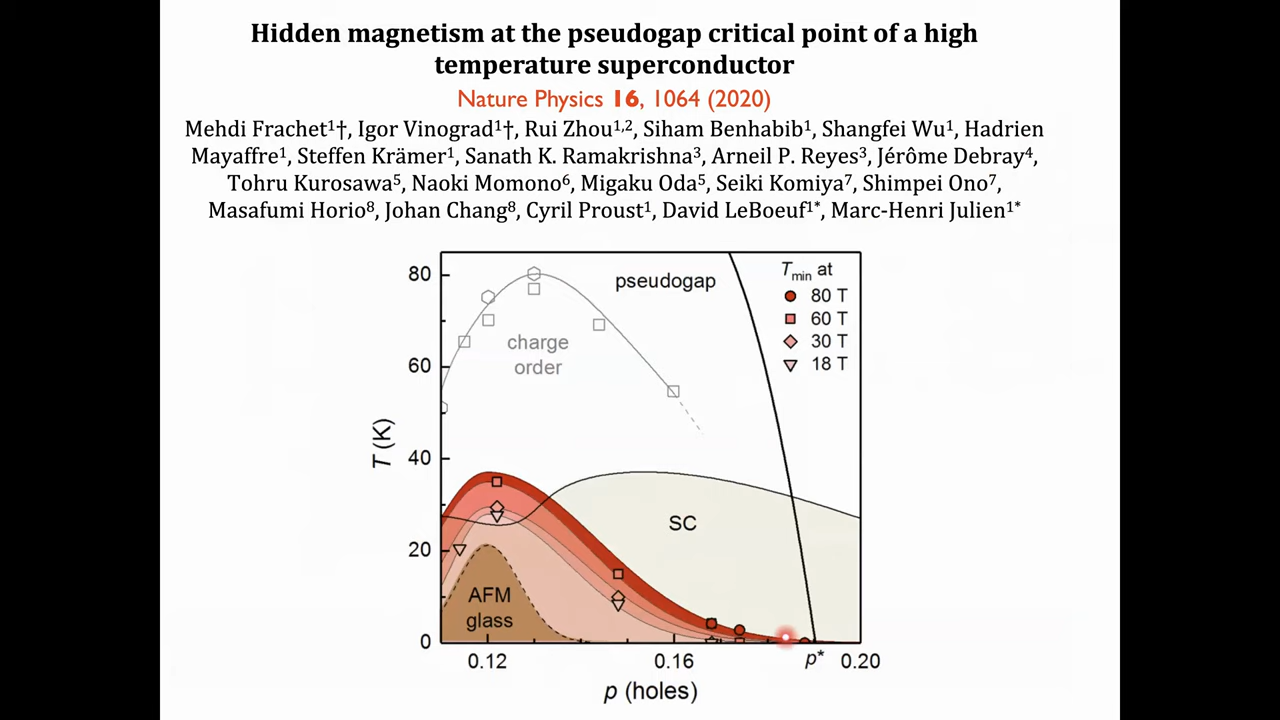 Hidden magnetism at the pseudogap critical point of a high
temperature superconductor
Nature Physics 16, 1064 (2020)
Mehdi Frachet¹†, Igor Vinograd¹†, Rui Zhou¹,², Siham Benhabib¹, Shangfei Wu¹, Hadrien
Mayaffre¹, Steffen Krämer¹, Sanath K. Ramakrishna³, Arneil P. Reyes³, Jérôme Debray⁴,
Tohru Kurosawa⁵, Naoki Momono⁶, Migaku Oda⁵, Seiki Komiya⁷, Shimpei Ono⁷,
Masafumi Horio⁸, Johan Chang⁸, Cyril Proust¹, David LeBoeuf¹*, Marc-Henri Julien¹*
pseudogap
T min at
80 T
60 T
30 T
18 T
charge
order
SC
AFM
glass
80
60
40
20
0
T (K)
0.12
0.16
p*
0.20
p (holes)